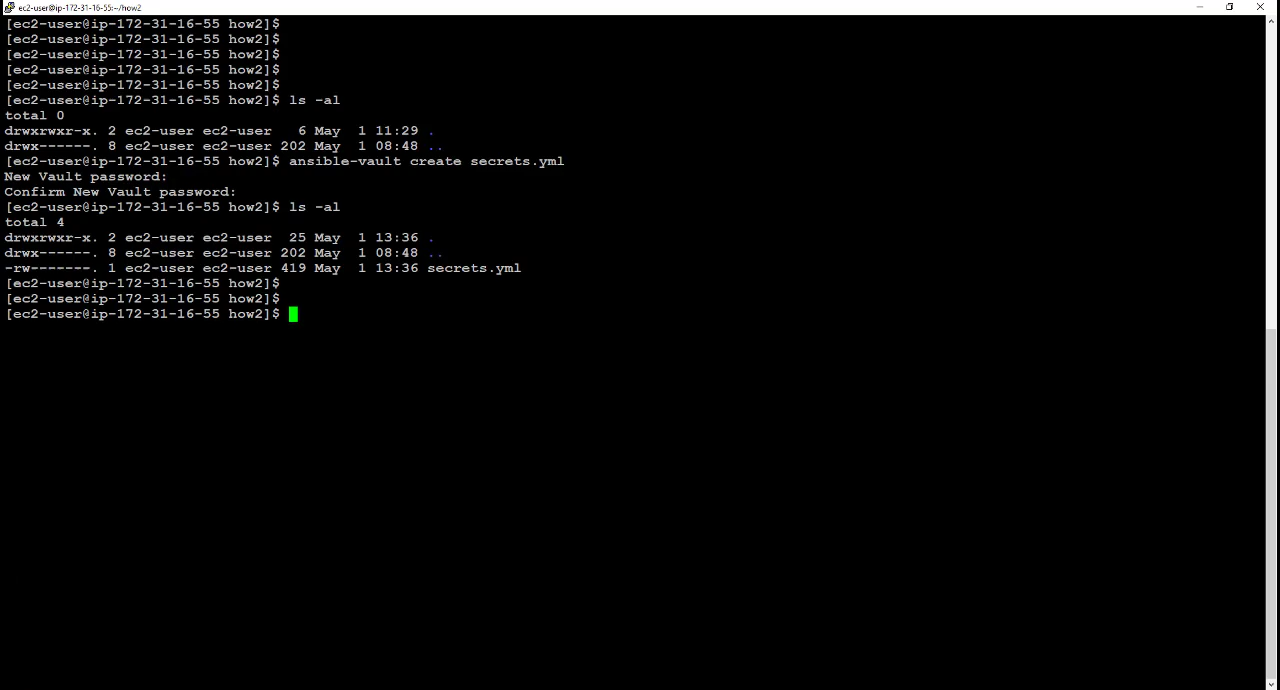 ec2-user@ip-172-31-16-55:~/how2
[ec2-user@ip-172-31-16-55 how2]$
[ec2-user@ip-172-31-16-55 how2]$
[ec2-user@ip-172-31-16-55 how2]$
[ec2-user@ip-172-31-16-55 how2]$
[ec2-user@ip-172-31-16-55 how2]$
[ec2-user@ip-172-31-16-55 how2]$ ls -al
total 0
drwxrwxr-x. 2 ec2-user ec2-user   6 May  1 11:29 .
drwx------. 8 ec2-user ec2-user 202 May  1 08:48 ..
[ec2-user@ip-172-31-16-55 how2]$ ansible-vault create secrets.yml
New Vault password:
Confirm New Vault password:
[ec2-user@ip-172-31-16-55 how2]$ ls -al
total 4
drwxrwxr-x. 2 ec2-user ec2-user  25 May  1 13:36 .
drwx------. 8 ec2-user ec2-user 202 May  1 08:48 ..
-rw-------. 1 ec2-user ec2-user 419 May  1 13:36 secrets.yml
[ec2-user@ip-172-31-16-55 how2]$
[ec2-user@ip-172-31-16-55 how2]$
[ec2-user@ip-172-31-16-55 how2]$